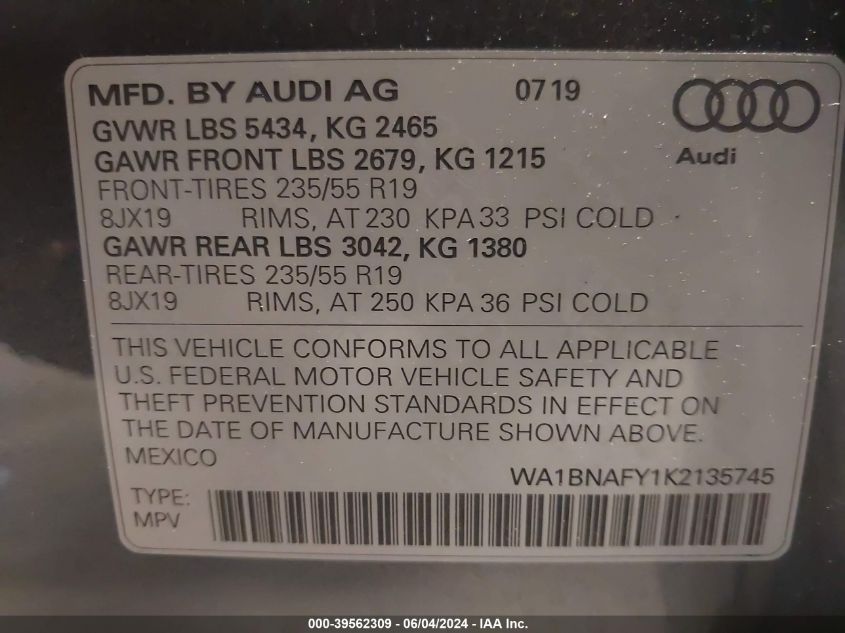 MFD. BY AUDI AG 0719
GVWR LBS 5434, KG 2465
GAWR FRONT LBS 2679, KG 1215
Audi
FRONT-TIRES 235/55 R19
8JX19 RIMS, AT 230 KPA 33 PSI COLD
GAWR REAR LBS 3042, KG 1380
REAR-TIRES 235/55 R19
8JX19 RIMS, AT 250 KPA 36 PSI COLD
THIS VEHICLE CONFORMS TO ALL APPLICABLE
U.S. FEDERAL MOTOR VEHICLE SAFETY AND
THEFT PREVENTION STANDARDS IN EFFECT ON
THE DATE OF MANUFACTURE SHOWN ABOVE.
MEXICO
WA1BNAFY1K2135745
TYPE:
MPV
000-39562309 - 06/04/2024 - IAA Inc.